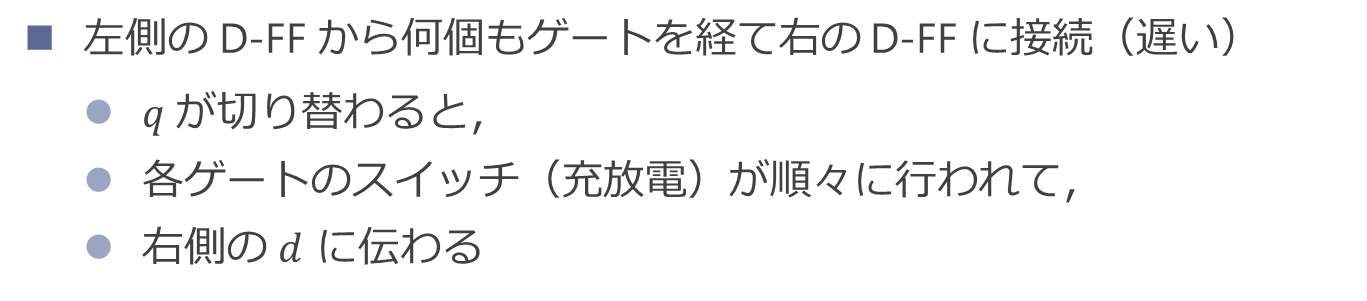 ■ 左側の D-FF から何個もゲートを経て右の D-FF に接続（遅い）
● q が切り替わると，
● 各ゲートのスイッチ（充放電）が順々に行われて，
● 右側の d に伝わる